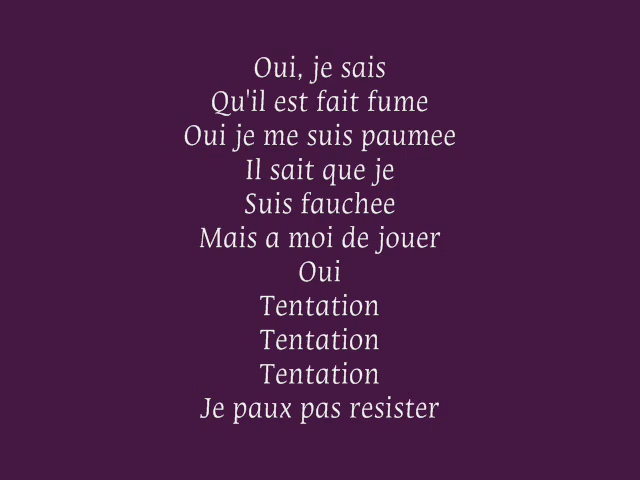 Oui, je sais
Qu'il est fait fume
Oui je me suis paumee
Il sait que je
Suis fauchee
Mais a moi de jouer
Oui
Tentation
Tentation
Tentation
Je paux pas resister